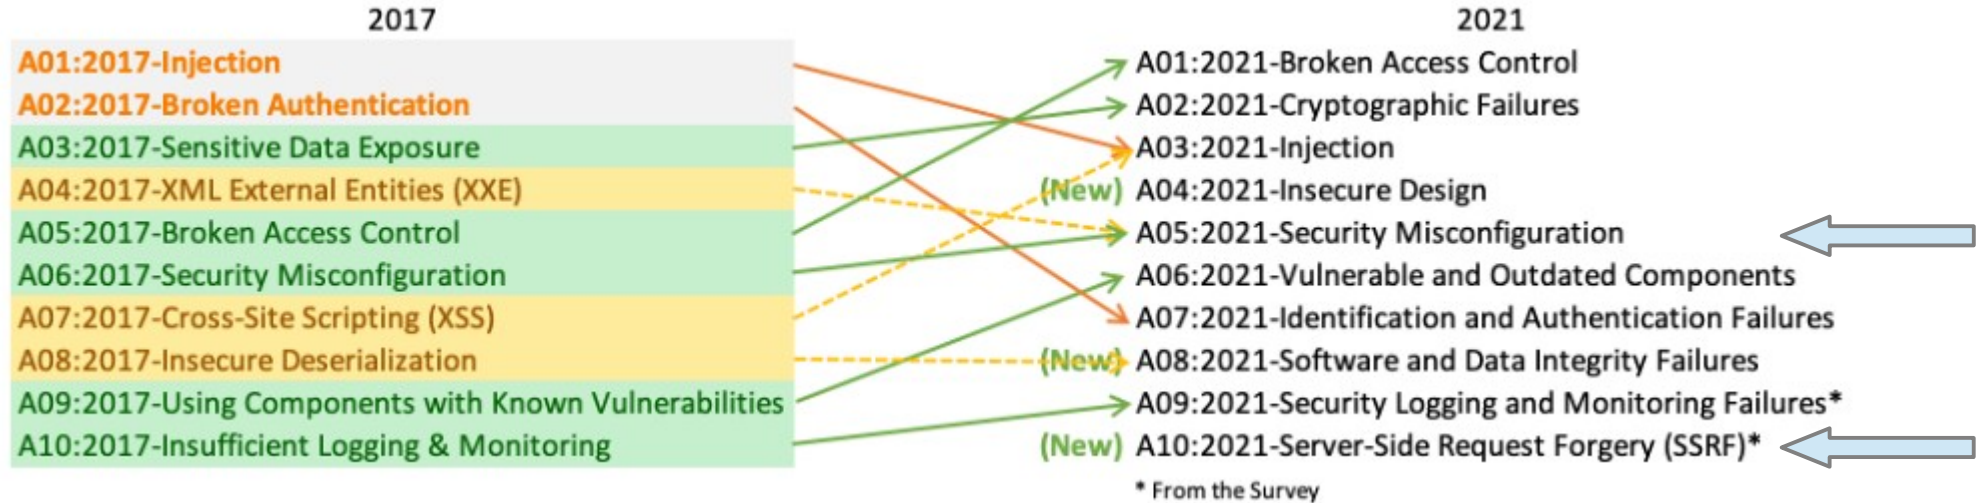 2017
A01:2017-Injection
A02:2017-Broken Authentication
A03:2017-Sensitive Data Exposure
A04:2017-XML External Entities (XXE)
A05:2017-Broken Access Control
A06:2017-Security Misconfiguration
A07:2017-Cross-Site Scripting (XSS)
A08:2017-Insecure Deserialization
A09:2017-Using Components with Known Vulnerabilities
A10:2017-Insufficient Logging & Monitoring
2021
A01:2021-Broken Access Control
A02:2021-Cryptographic Failures
A03:2021-Injection
(New) A04:2021-Insecure Design
A05:2021-Security Misconfiguration
A06:2021-Vulnerable and Outdated Components
A07:2021-Identification and Authentication Failures
(New) A08:2021-Software and Data Integrity Failures
A09:2021-Security Logging and Monitoring Failures*
(New) A10:2021-Server-Side Request Forgery (SSRF)*
* From the Survey